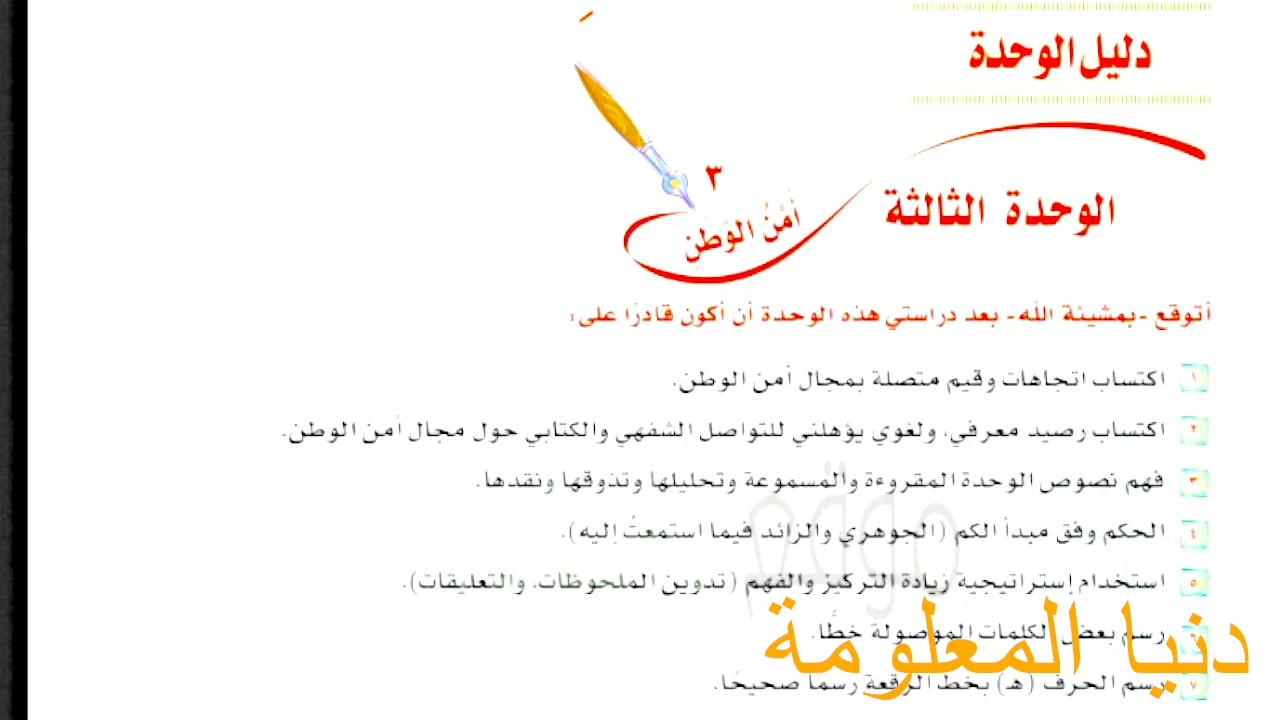 دليل الوحدة
٣
الوحدة الثالثة
أَمْنُ الوَطَن
أتوقع -بمشيئة الله- بعد دراستي هذه الوحدة أن أكون قادرًا على:
١ اكتساب اتجاهات وقيم متصلة بمجال أمن الوطن.
٢ اكتساب رصيد معرفي، ولغوي يؤهلني للتواصل الشفهي والكتابي حول مجال أمن الوطن.
٣ فهم نصوص الوحدة المقروءة والمسموعة وتحليلها وتذوقها ونقدها.
٤ الحكم وفق مبدأ الكم (الجوهري والزائد فيما استمعتُ إليه).
٥ استخدام إستراتيجية زيادة التركيز والفهم (تدوين الملحوظات، والتعليقات).
رسم بعض الكلمات الموصولة خطًّا.
٧ رسم الحرف (هـ) بخط الرقعة رسمًا صحيحًا.
موقع
دنيا المعلومة